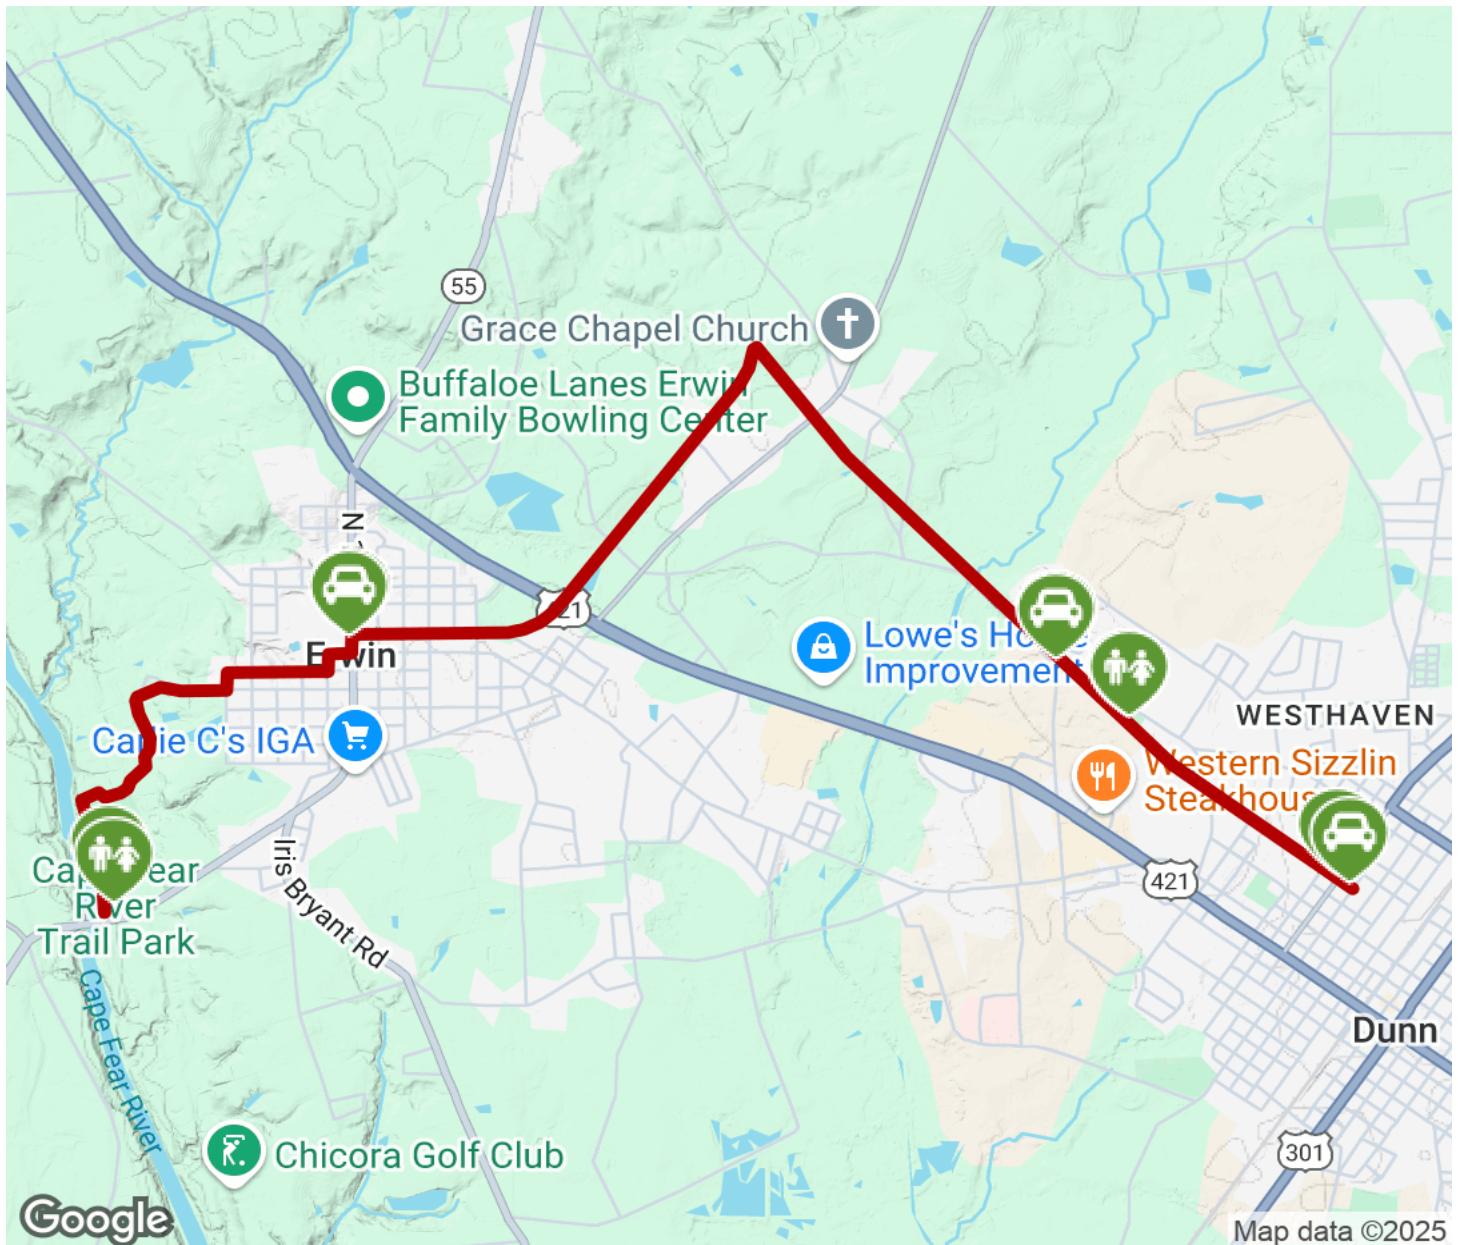 55
Grace Chapel Church
Buffaloe Lanes Erwin
Family Bowling Center
N
421
Erwin
Lowe's Home
Improvement
WESTHAVEN
Carlie C's IGA
Western Sizzlin
Steakhouse
Cape Fear
River
Trail Park
Iris Bryant Rd
421
Cape Fear River
Dunn
Chicora Golf Club
301
Google
Map data ©2025